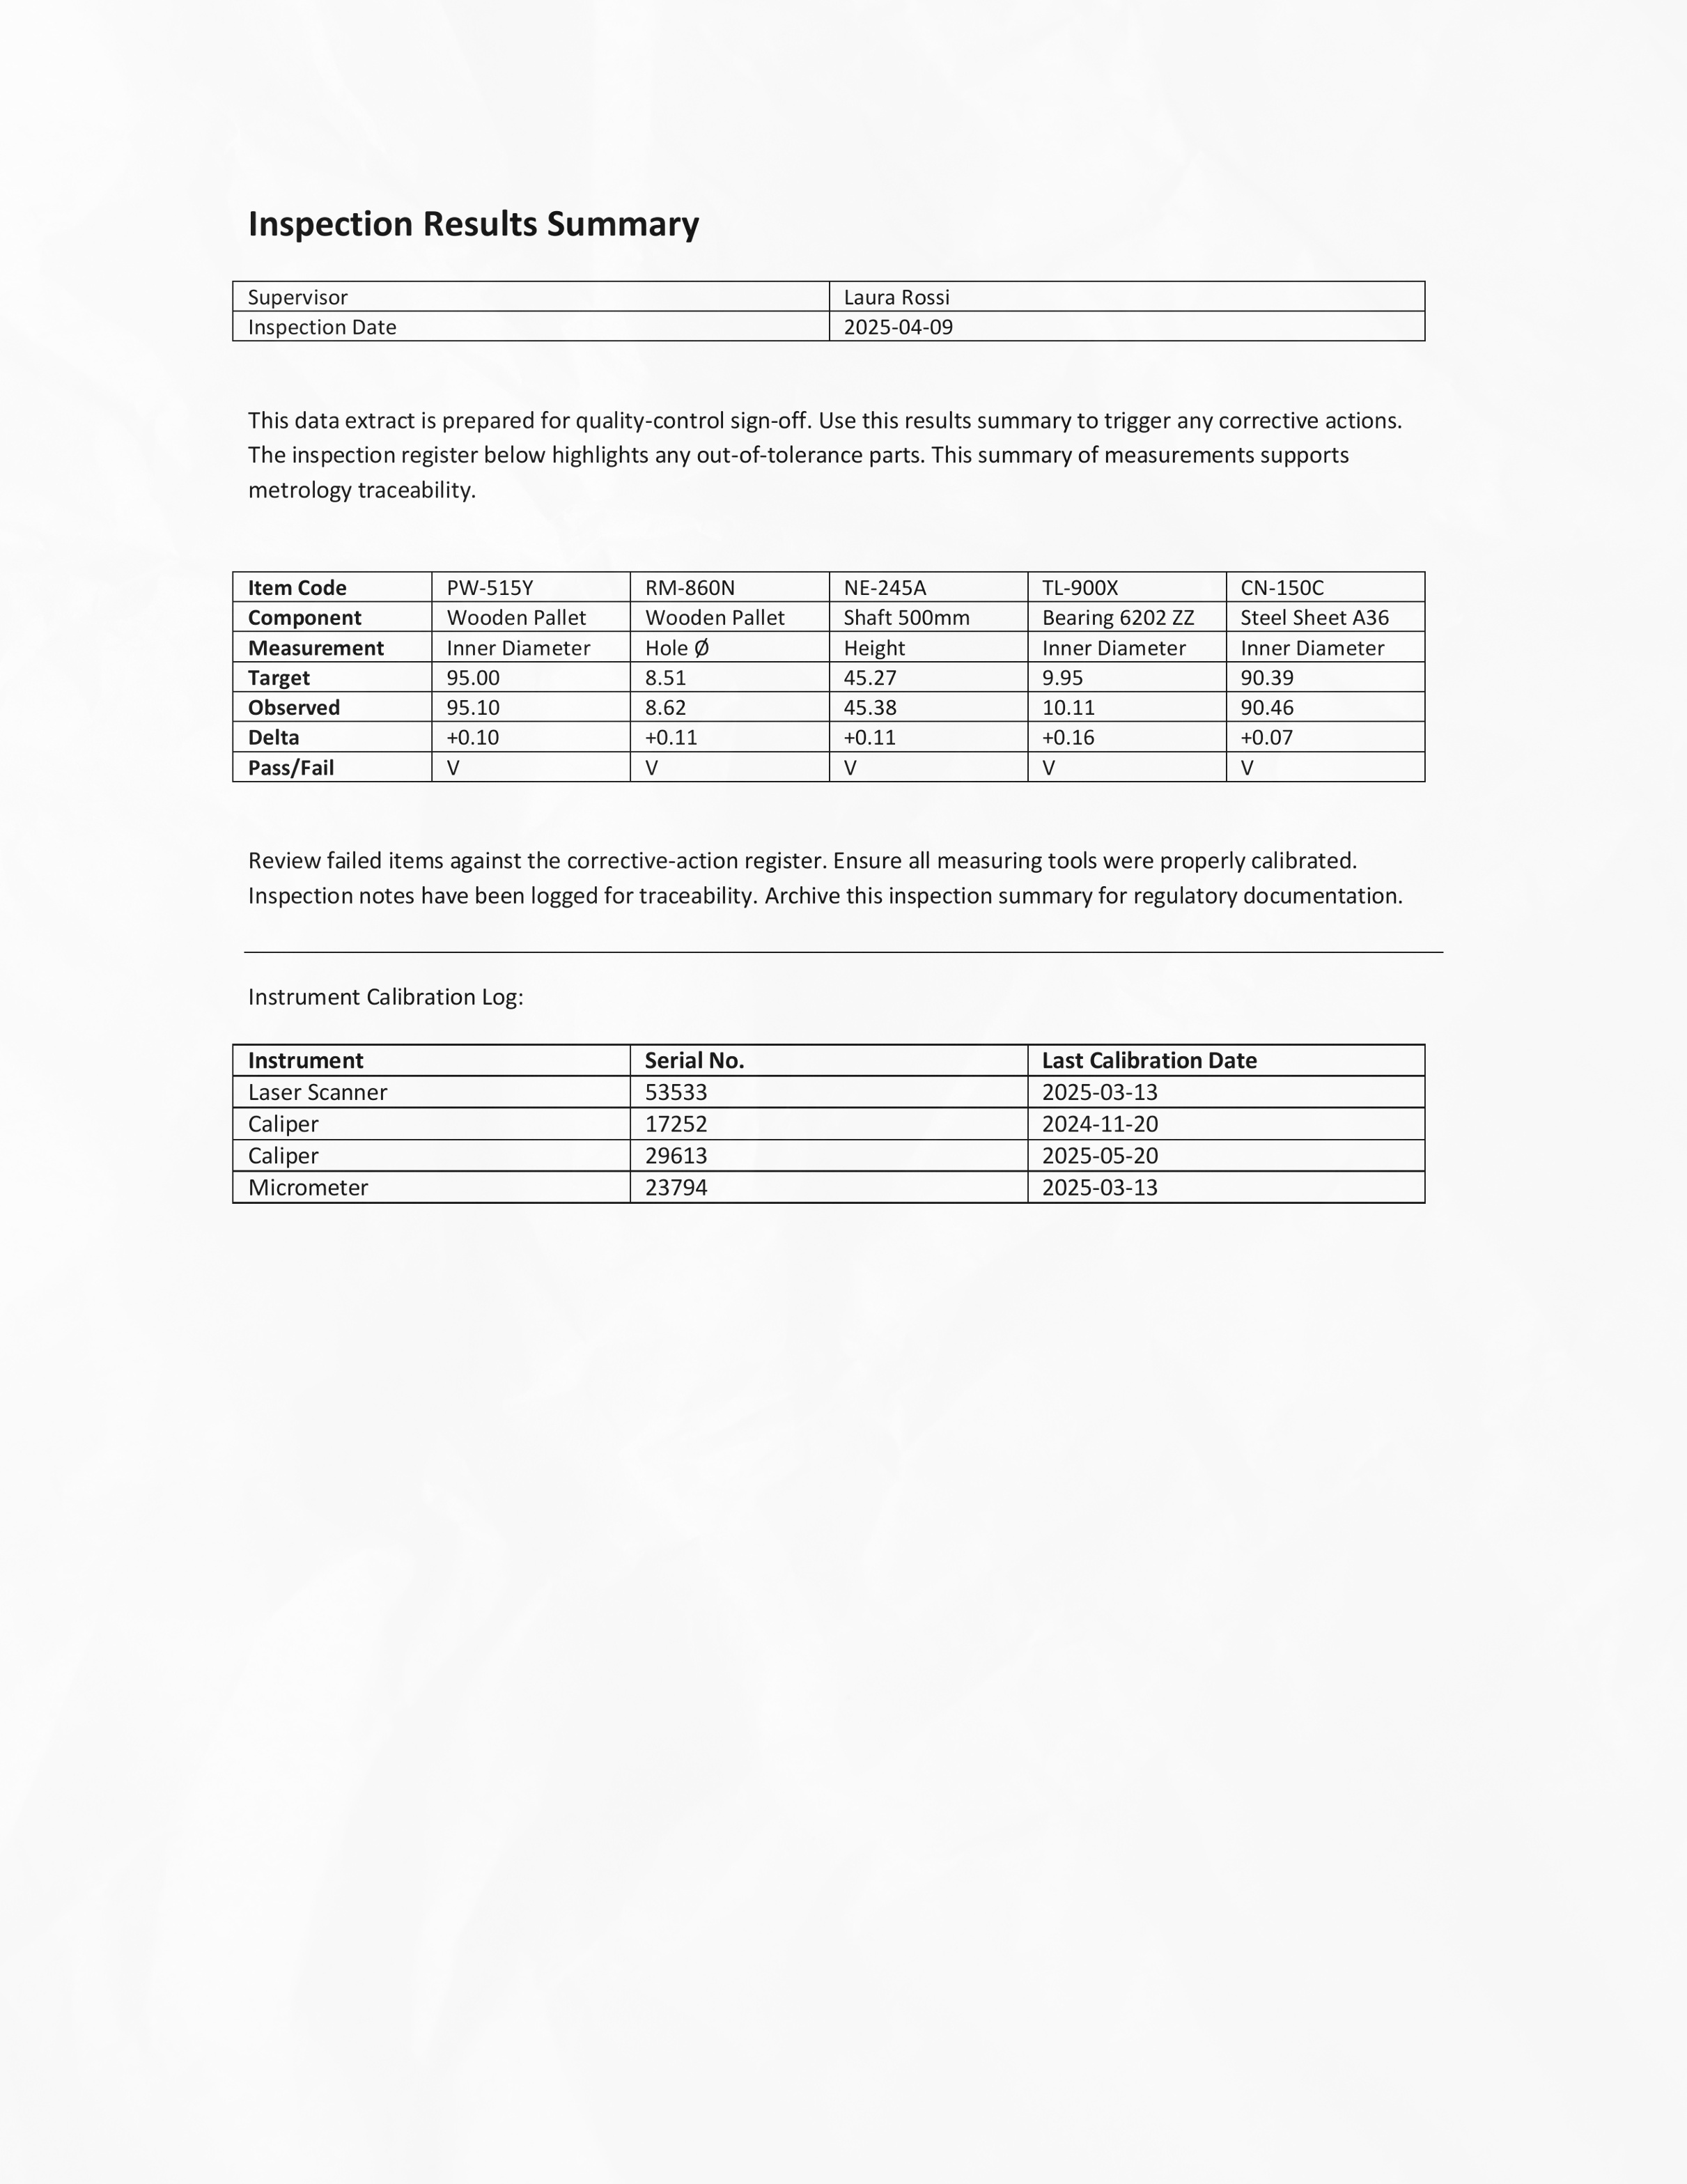 Inspection Results Summary
Supervisor Laura Rossi
Inspection Date 2025-04-09
This data extract is prepared for quality-control sign-off. Use this results summary to trigger any corrective actions.
The inspection register below highlights any out-of-tolerance parts. This summary of measurements supports
metrology traceability.
Item Code PW-515Y RM-860N NE-245A TL-900X CN-150C
Component Wooden Pallet Wooden Pallet Shaft 500mm Bearing 6202 ZZ Steel Sheet A36
Measurement Inner Diameter Hole Ø Height Inner Diameter Inner Diameter
Target 95.00 8.51 45.27 9.95 90.39
Observed 95.10 8.62 45.38 10.11 90.46
Delta +0.10 +0.11 +0.11 +0.16 +0.07
Pass/Fail V V V V V
Review failed items against the corrective-action register. Ensure all measuring tools were properly calibrated.
Inspection notes have been logged for traceability. Archive this inspection summary for regulatory documentation.
Instrument Calibration Log:
Instrument Serial No. Last Calibration Date
Laser Scanner 53533 2025-03-13
Caliper 17252 2024-11-20
Caliper 29613 2025-05-20
Micrometer 23794 2025-03-13